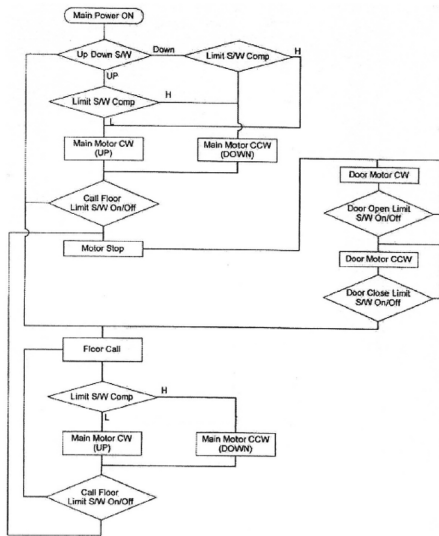 Main Power ON
Up Down S/W
Down
Limit S/W Comp
H
UP
Limit S/W Comp
H
L
Main Motor CW
(UP)
Main Motor CCW
(DOWN)
Door Motor CW
Call Floor
Limit S/W On/Off
Door Open Limit
S/W On/Off
Motor Stop
Door Motor CCW
Door Close Limit
S/W On/Off
Floor Call
Limit S/W Comp
H
L
Main Motor CW
(UP)
Main Motor CCW
(DOWN)
Call Floor
Limit S/W On/Off